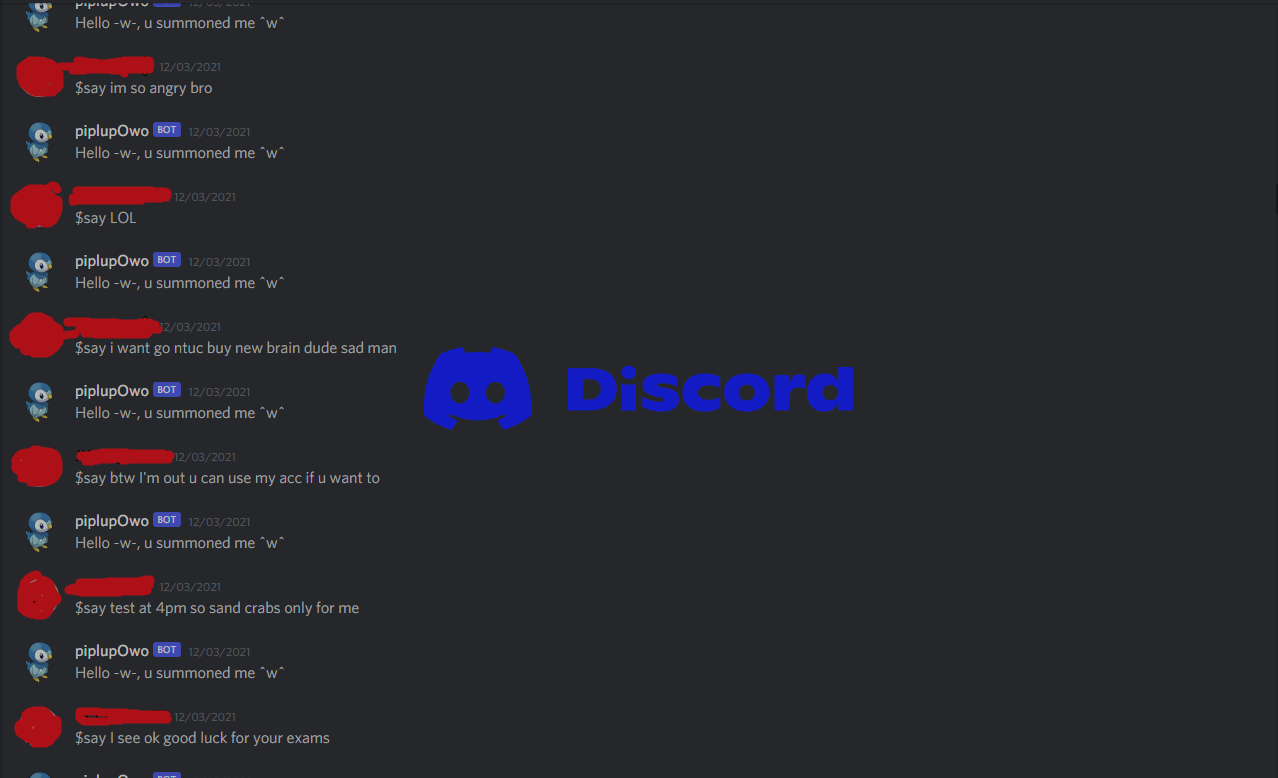 piplupOwo BOT 12/03/2021
Hello -w-, u summoned me ^w^
12/03/2021
$say im so angry bro
piplupOwo BOT 12/03/2021
Hello -w-, u summoned me ^w^
12/03/2021
$say LOL
piplupOwo BOT 12/03/2021
Hello -w-, u summoned me ^w^
12/03/2021
$say i want go ntuc buy new brain dude sad man
Discord
piplupOwo BOT 12/03/2021
Hello -w-, u summoned me ^w^
12/03/2021
$say btw I'm out u can use my acc if u want to
piplupOwo BOT 12/03/2021
Hello -w-, u summoned me ^w^
12/03/2021
$say test at 4pm so sand crabs only for me
piplupOwo BOT 12/03/2021
Hello -w-, u summoned me ^w^
12/03/2021
$say I see ok good luck for your exams
piplupOwo BOT